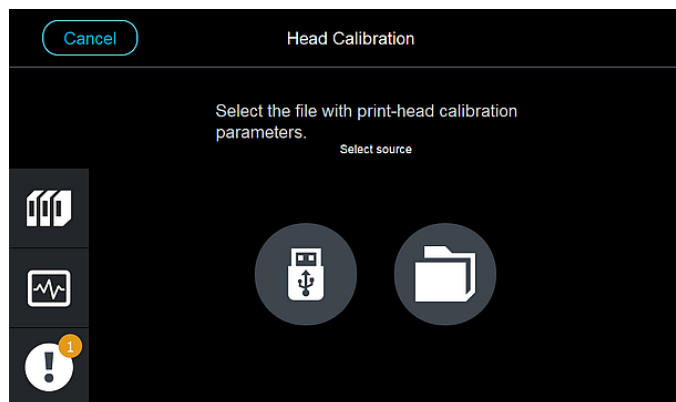 Cancel
Head Calibration
Select the file with print-head calibration
parameters.
Select source
1